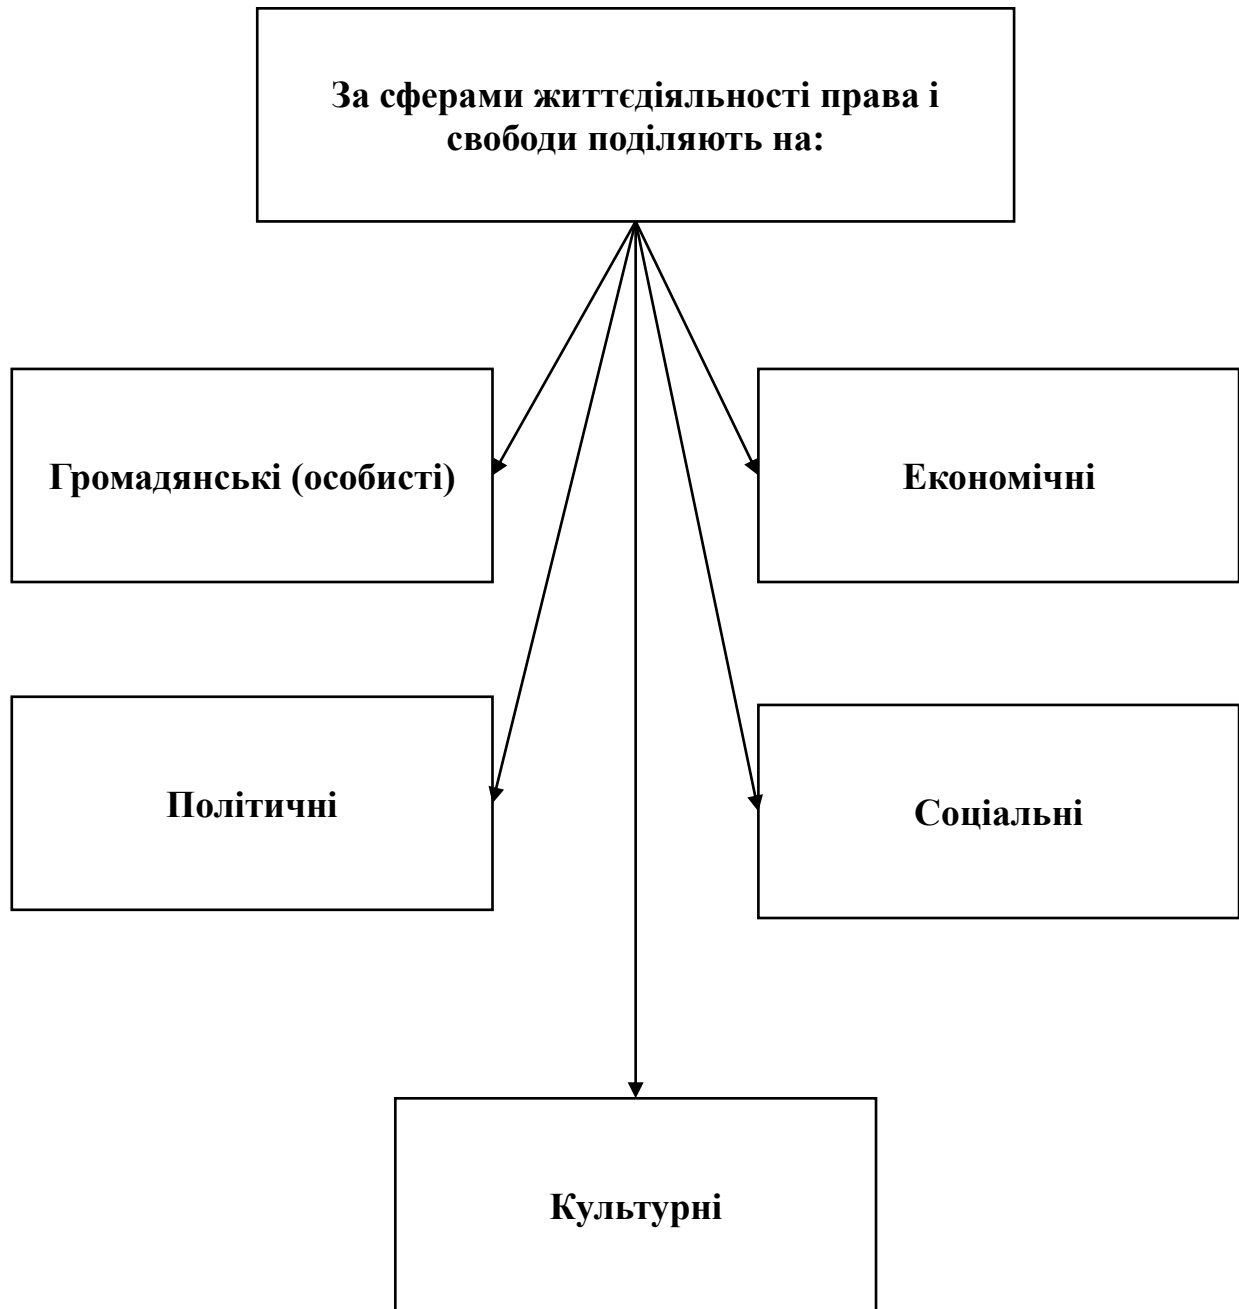 За сферами життєдіяльності права і
свободи поділяють на:
Громадянські (особисті)
Економічні
Політичні
Соціальні
Культурні